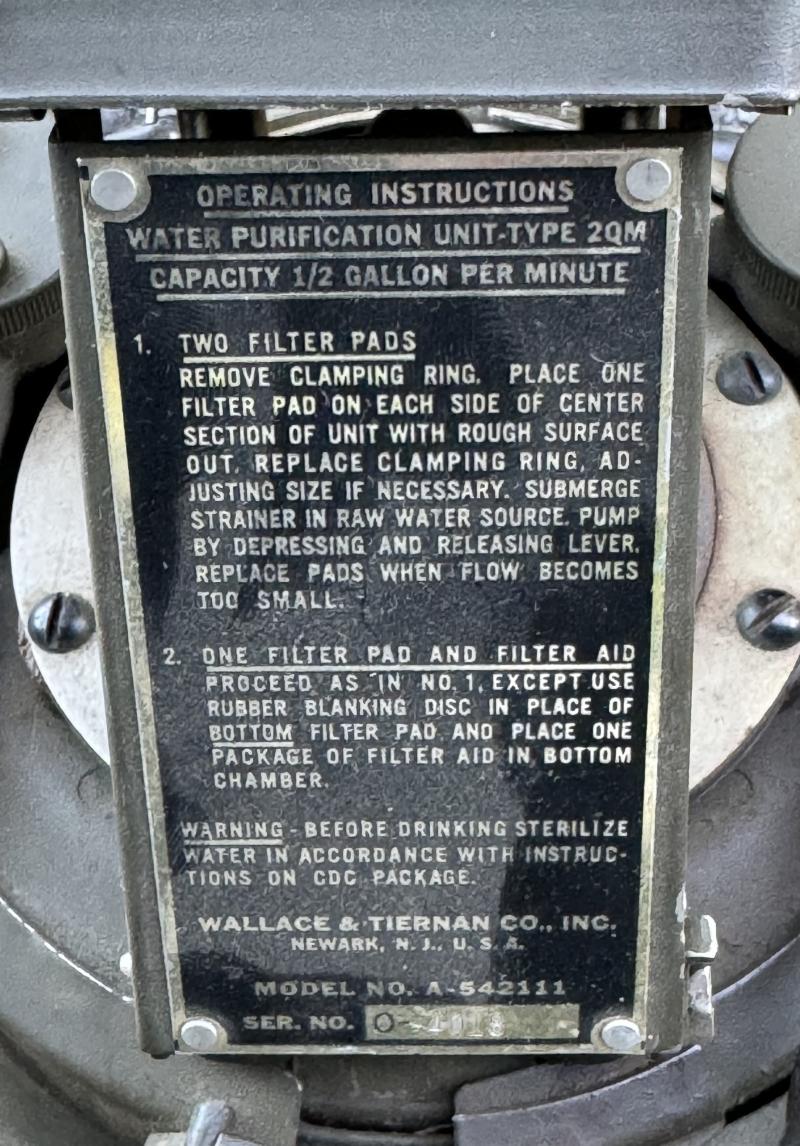 OPERATING INSTRUCTIONS
WATER PURIFICATION UNIT-TYPE 2QM
CAPACITY 1/2 GALLON PER MINUTE
1. TWO FILTER PADS
REMOVE CLAMPING RING. PLACE ONE
FILTER PAD ON EACH SIDE OF CENTER
SECTION OF UNIT WITH ROUGH SURFACE
OUT. REPLACE CLAMPING RING, AD-
JUSTING SIZE IF NECESSARY. SUBMERGE
STRAINER IN RAW WATER SOURCE. PUMP
BY DEPRESSING AND RELEASING LEVER.
REPLACE PADS WHEN FLOW BECOMES
TOO SMALL.
2. ONE FILTER PAD AND FILTER AID
PROCEED AS IN NO. 1, EXCEPT USE
RUBBER BLANKING DISC IN PLACE OF
BOTTOM FILTER PAD AND PLACE ONE
PACKAGE OF FILTER AID IN BOTTOM
CHAMBER.
WARNING - BEFORE DRINKING STERILIZE
WATER IN ACCORDANCE WITH INSTRUC-
TIONS ON CDC PACKAGE.
WALLACE & TIERNAN CO., INC.
NEWARK, N. J., U. S. A.
MODEL NO. A-542111
SER. NO.